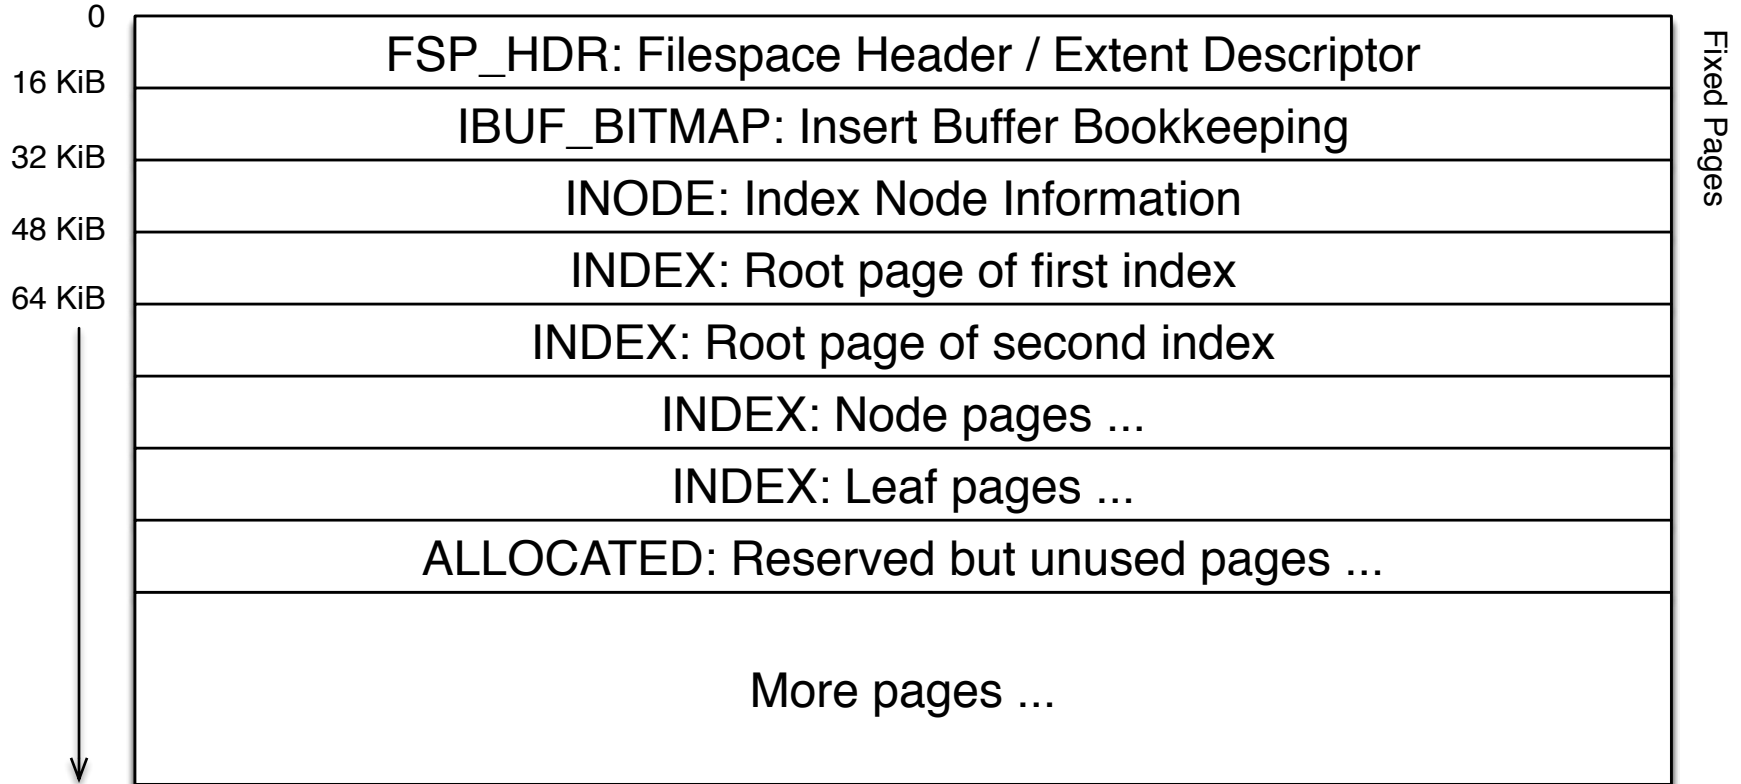 0
FSP_HDR: Filespace Header / Extent Descriptor
Fixed Pages
16 KiB
IBUF_BITMAP: Insert Buffer Bookkeeping
32 KiB
INODE: Index Node Information
48 KiB
INDEX: Root page of first index
64 KiB
INDEX: Root page of second index
INDEX: Node pages ...
INDEX: Leaf pages ...
ALLOCATED: Reserved but unused pages ...
More pages ...